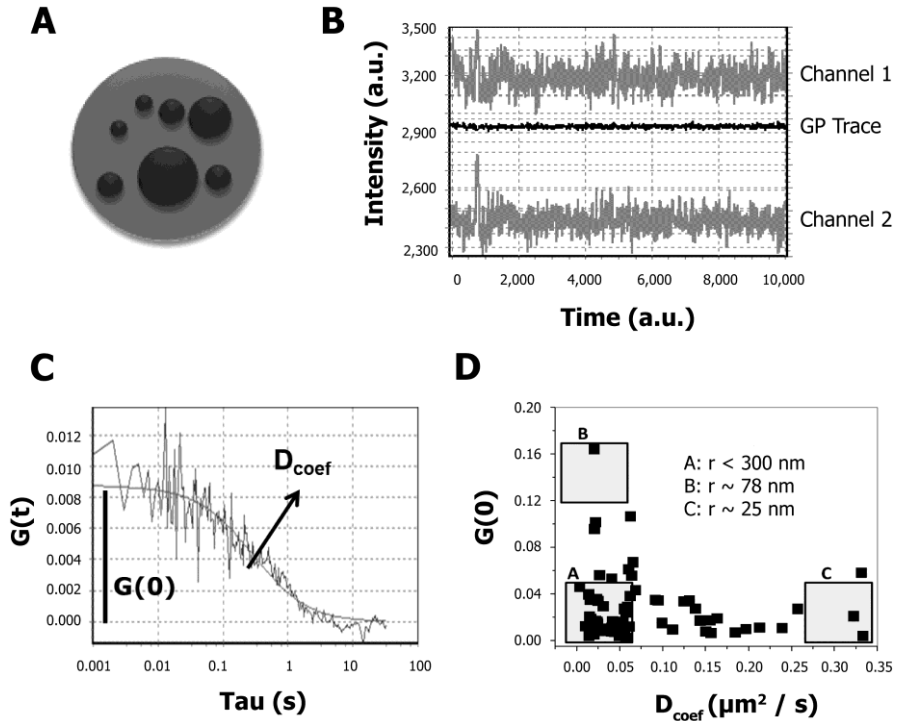 A
B
Intensity (a.u.)
3,500
3,200
2,900
2,600
2,300
Channel 1
GP Trace
Channel 2
0 2,000 4,000 6,000 8,000 10,000
Time (a.u.)
C
G(t)
0.012
0.010
0.008
0.006
0.004
0.002
0.000
D coef
G(0)
0.001 0.01 0.1 1 10 100
Tau (s)
D
G(0)
0.20
0.16
0.12
0.08
0.04
0.00
B
A: r < 300 nm
B: r ~ 78 nm
C: r ~ 25 nm
A
C
0.00 0.05 0.10 0.15 0.20 0.25 0.30 0.35
D coef (µm² / s)